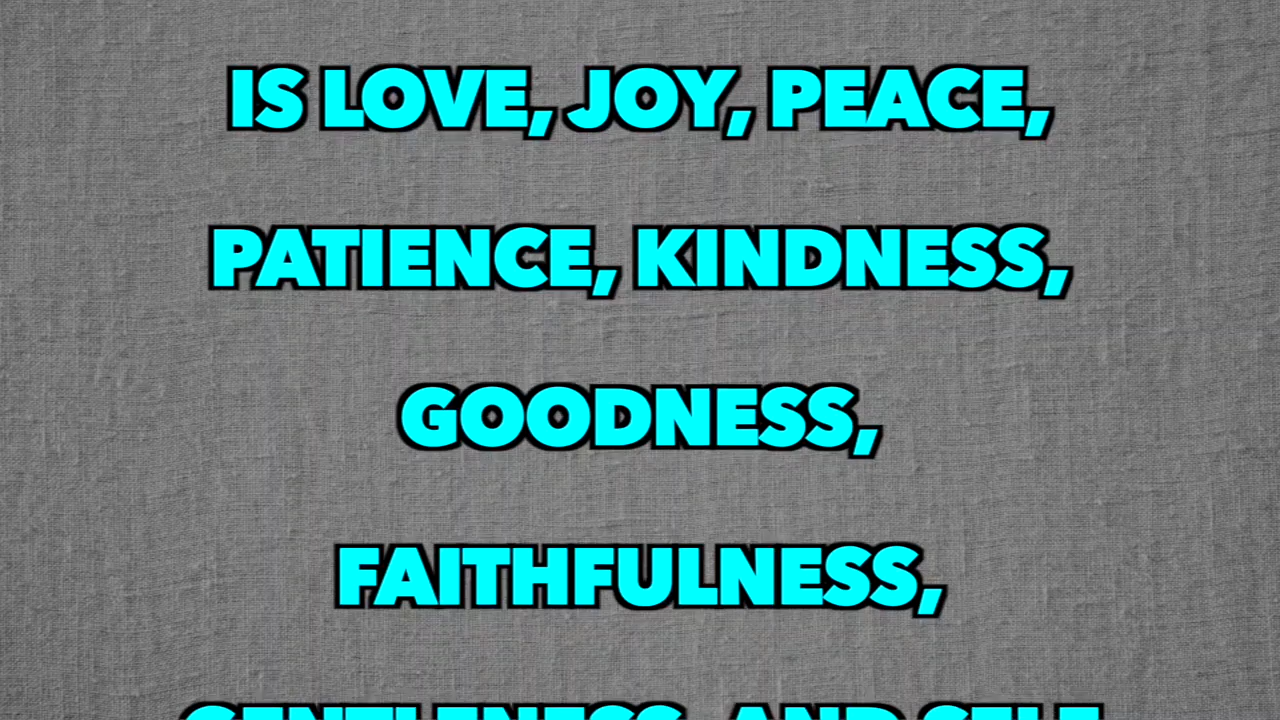 IS LOVE, JOY, PEACE,
PATIENCE, KINDNESS,
GOODNESS,
FAITHFULNESS,
GENTLENESS, AND SELF